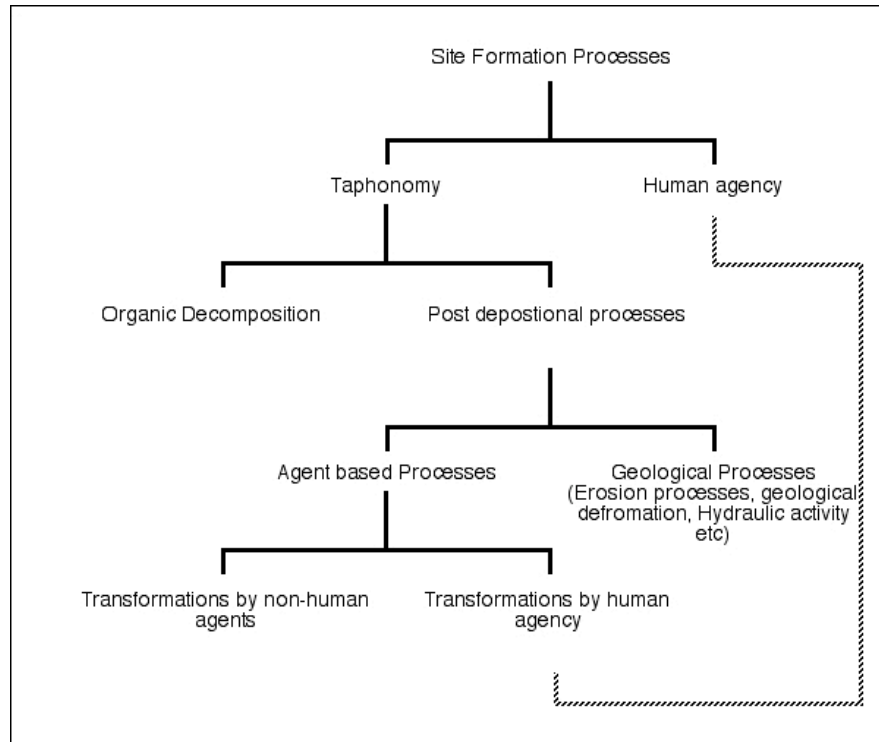 Site Formation Processes
Taphonomy
Human agency
Organic Decomposition
Post depostional processes
Agent based Processes
Geological Processes
(Erosion processes, geological
defromation, Hydraulic activity
etc)
Transformations by non-human
agents
Transformations by human
agency